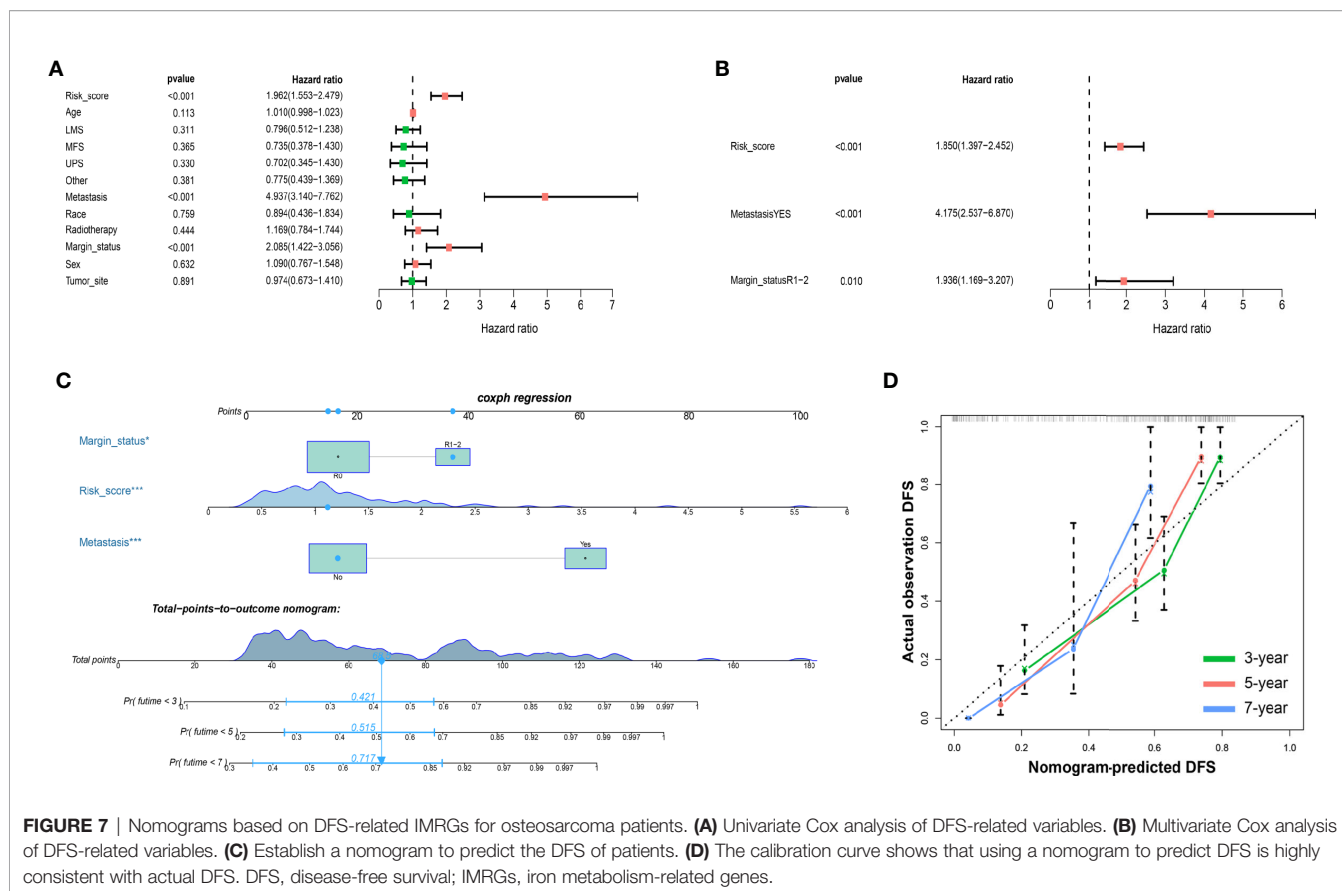 A
pvalue Hazard ratio
Risk_score <0.001 1.962(1.553−2.479)
Age 0.113 1.010(0.998−1.023)
LMS 0.311 0.796(0.512−1.238)
MFS 0.365 0.735(0.378−1.430)
UPS 0.330 0.702(0.345−1.430)
Other 0.381 0.775(0.439−1.369)
Metastasis <0.001 4.937(3.140−7.762)
Race 0.759 0.894(0.436−1.834)
Radiotherapy 0.444 1.169(0.784−1.744)
Margin_status <0.001 2.085(1.422−3.056)
Sex 0.632 1.090(0.767−1.548)
Tumor_site 0.891 0.974(0.673−1.410)
0 1 2 3 4 5 6 7
Hazard ratio
B
pvalue Hazard ratio
Risk_score <0.001 1.850(1.397−2.452)
MetastasisYES <0.001 4.175(2.537−6.870)
Margin_statusR1−2 0.010 1.936(1.169−3.207)
0 1 2 3 4 5 6
Hazard ratio
C
coxph regression
Points 0 20 40 60 80 100
Margin_status*
R1−2
R0
Risk_score***
0 0.5 1 1.5 2 2.5 3 3.5 4 4.5 5 5.5 6
Metastasis***
Yes
No
Total−points−to−outcome nomogram:
Total points 0 20 40 60 80 100 120 140 160 180
0.421
Pr( futime < 3 ) 0.1 0.2 0.3 0.4 0.5 0.6 0.7 0.85 0.92 0.97 0.99 0.997 1
0.515
Pr( futime < 5 ) 0.2 0.3 0.4 0.5 0.6 0.7 0.85 0.92 0.97 0.99 0.997 1
0.717
Pr( futime < 7 ) 0.3 0.4 0.5 0.6 0.7 0.85 0.92 0.97 0.99 0.997 1
D
Actual observation DFS
0.0 0.2 0.4 0.6 0.8 1.0
3-year
5-year
7-year
0.0 0.2 0.4 0.6 0.8 1.0
Nomogram-predicted DFS
FIGURE 7 | Nomograms based on DFS-related IMRGs for osteosarcoma patients. (A) Univariate Cox analysis of DFS-related variables. (B) Multivariate Cox analysis
of DFS-related variables. (C) Establish a nomogram to predict the DFS of patients. (D) The calibration curve shows that using a nomogram to predict DFS is highly
consistent with actual DFS. DFS, disease-free survival; IMRGs, iron metabolism-related genes.